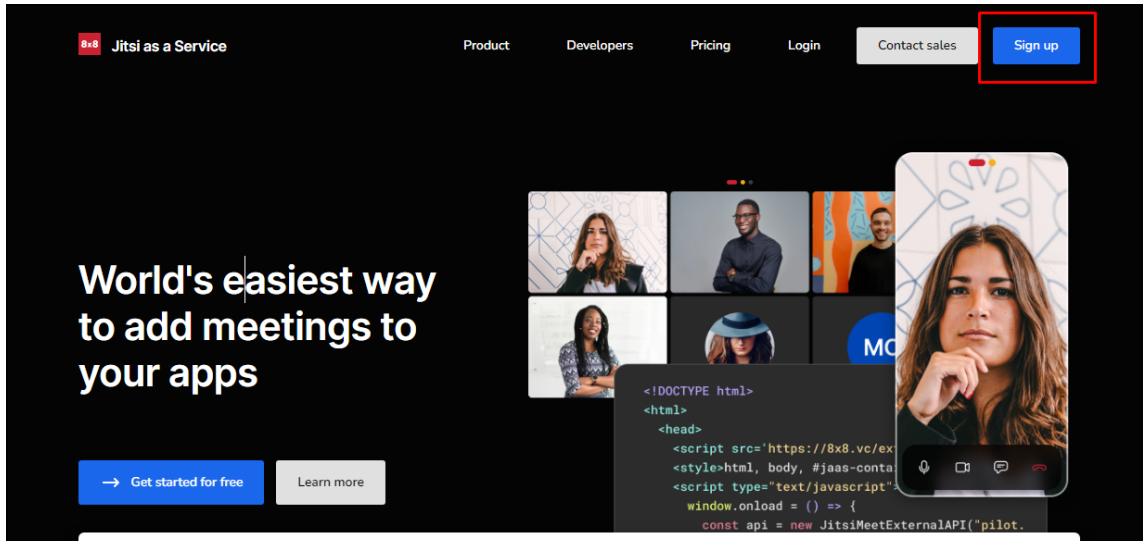 8x8 Jitsi as a Service
Product
Developers
Pricing
Login
Contact sales
Sign up
World's easiest way
to add meetings to
your apps
→ Get started for free
Learn more
MC
<!DOCTYPE html>
<html>
<head>
<script src='https://8x8.vc/ex
<style>html, body, #jaas-contai
<script type="text/javascript">
window.onload = () => {
const api = new JitsiMeetExternalAPI("pilot.